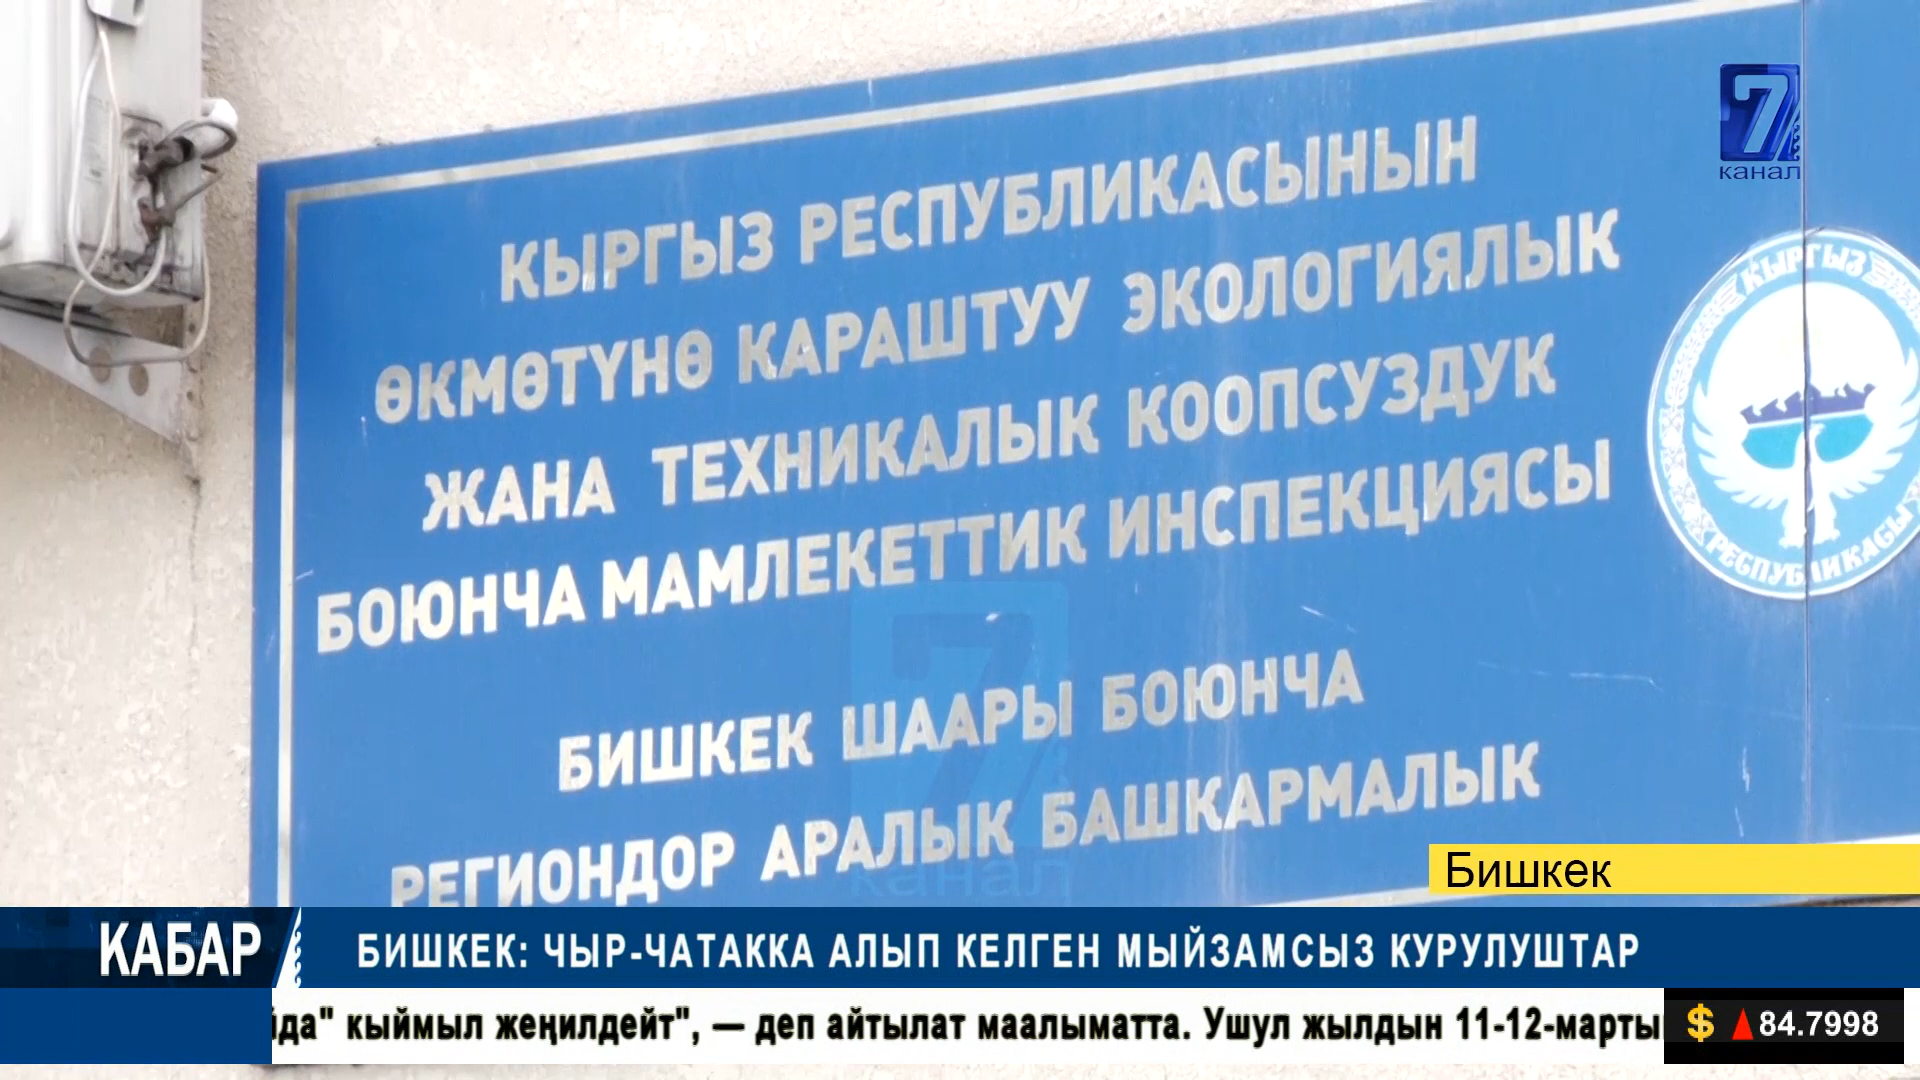 7
канал
КЫРГЫЗ РЕСПУБЛИКАСЫНЫН
ӨКМӨТҮНӨ КАРАШТУУ ЭКОЛОГИЯЛЫК
ЖАНА ТЕХНИКАЛЫК КООПСУЗДУК
БОЮНЧА МАМЛЕКЕТТИК ИНСПЕКЦИЯСЫ
КЫРГЫЗ
РЕСПУБЛИКАСЫ
БИШКЕК ШААРЫ БОЮНЧА
РЕГИОНДОР АРАЛЫК БАШКАРМАЛЫК
7
канал
Бишкек
КАБАР
БИШКЕК: ЧЫР-ЧАТАККА АЛЫП КЕЛГЕН МЫЙЗАМСЫЗ КУРУЛУШТАР
йда" кыймыл жеңилдейт", — деп айтылат маалыматта. Ушул жылдын 11-12-марты
$ ▲84.7998